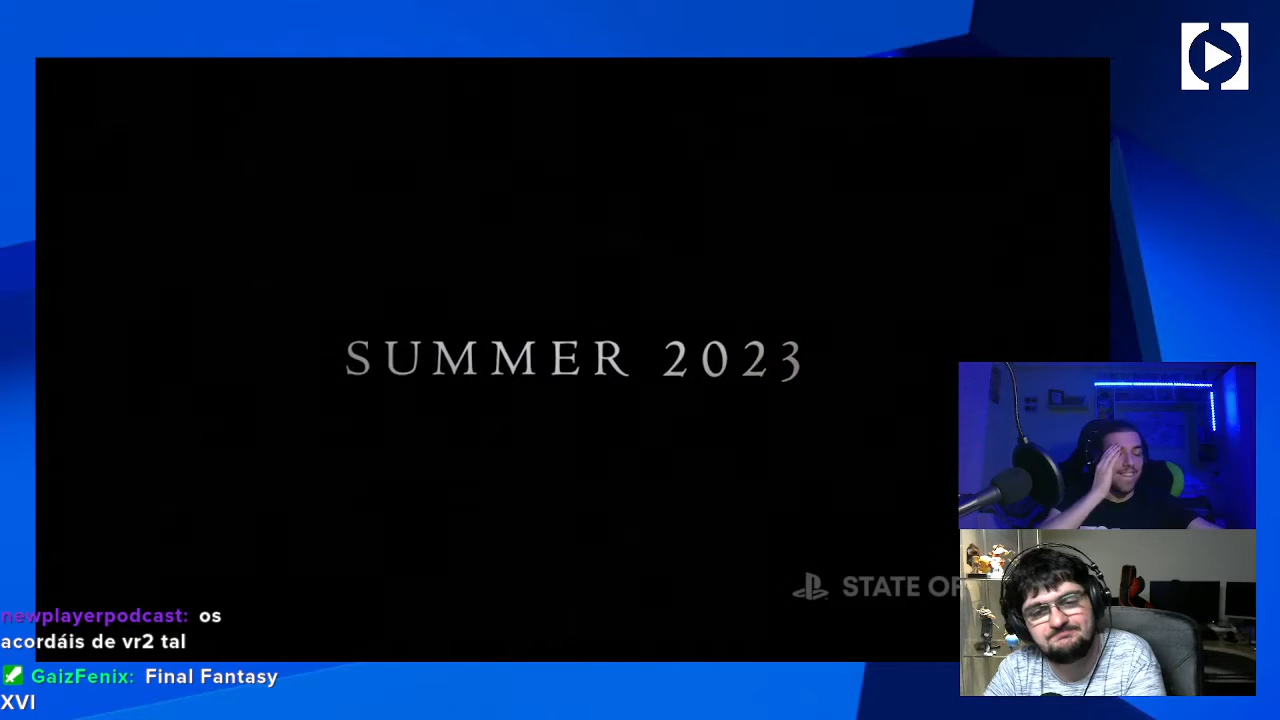 SUMMER 2023
STATE OF
newplayerpodcast: os
acordáis de vr2 tal
GaizFenix: Final Fantasy
XVI